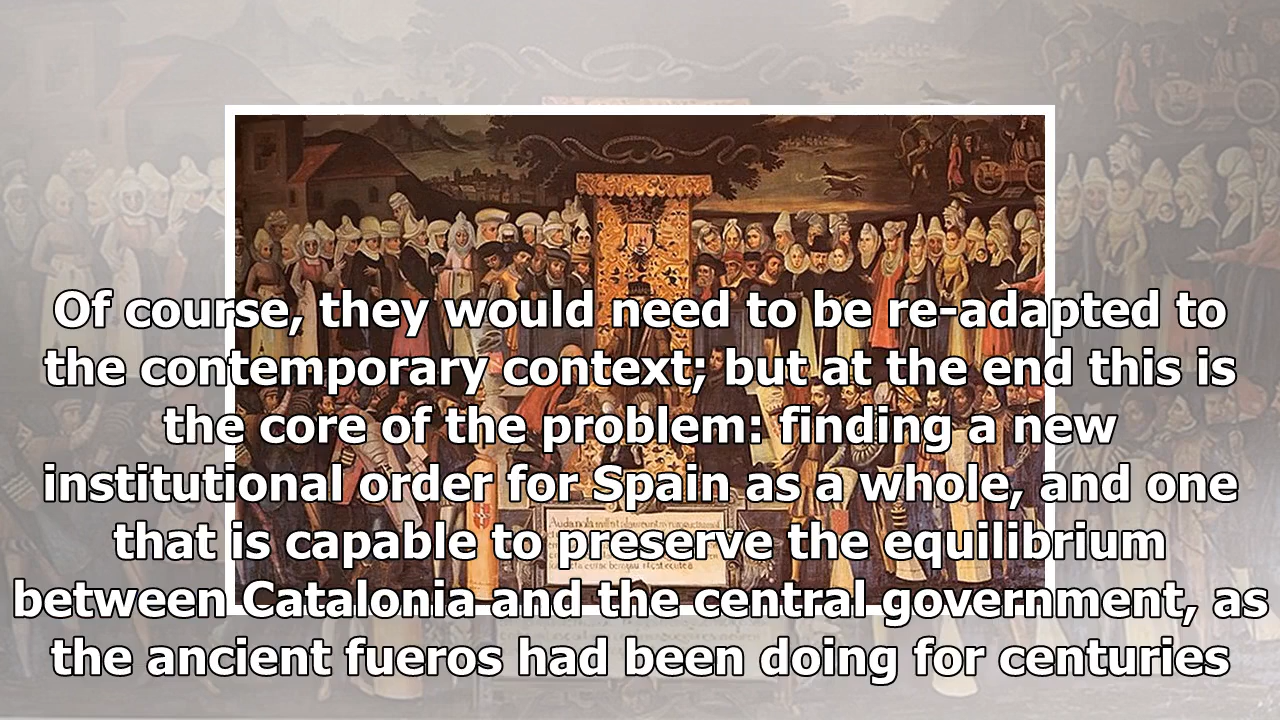 Of course, they would need to be re-adapted to
the contemporary context; but at the end this is
the core of the problem: finding a new
institutional order for Spain as a whole, and one
that is capable to preserve the equilibrium
between Catalonia and the central government, as
the ancient fueros had been doing for centuries